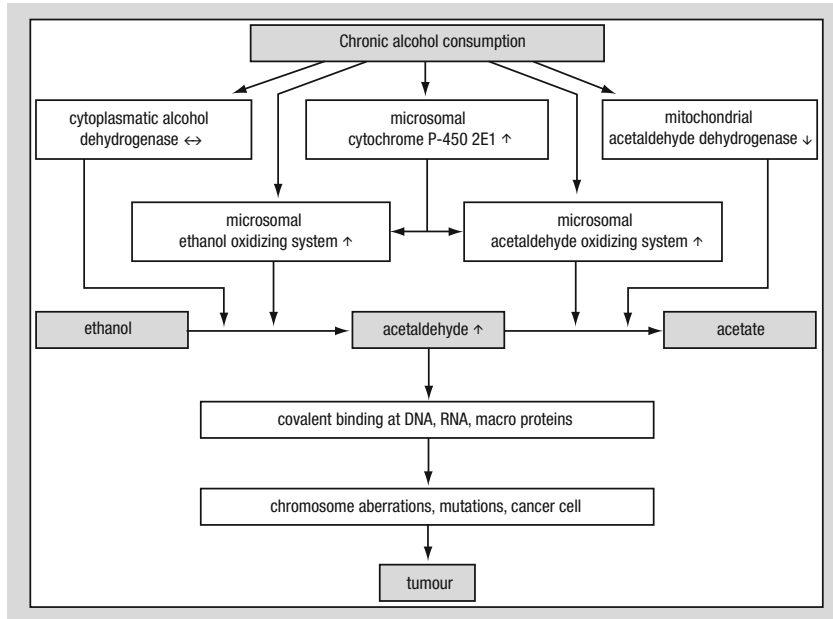 Chronic alcohol consumption
cytoplasmatic alcohol
dehydrogenase ↔
microsomal
cytochrome P-450 2E1 ↑
mitochondrial
acetaldehyde dehydrogenase ↓
microsomal
ethanol oxidizing system ↑
microsomal
acetaldehyde oxidizing system ↑
ethanol
acetaldehyde ↑
acetate
covalent binding at DNA, RNA, macro proteins
chromosome aberrations, mutations, cancer cell
tumour